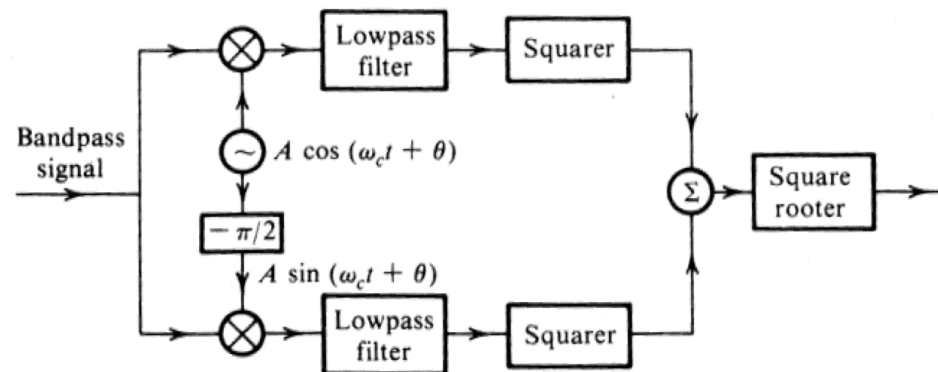 Lowpass
filter
Squarer
Bandpass
signal
~ A cos (ω_c t + θ)
− π/2
A sin (ω_c t + θ)
Σ
Square
rooter
Lowpass
filter
Squarer